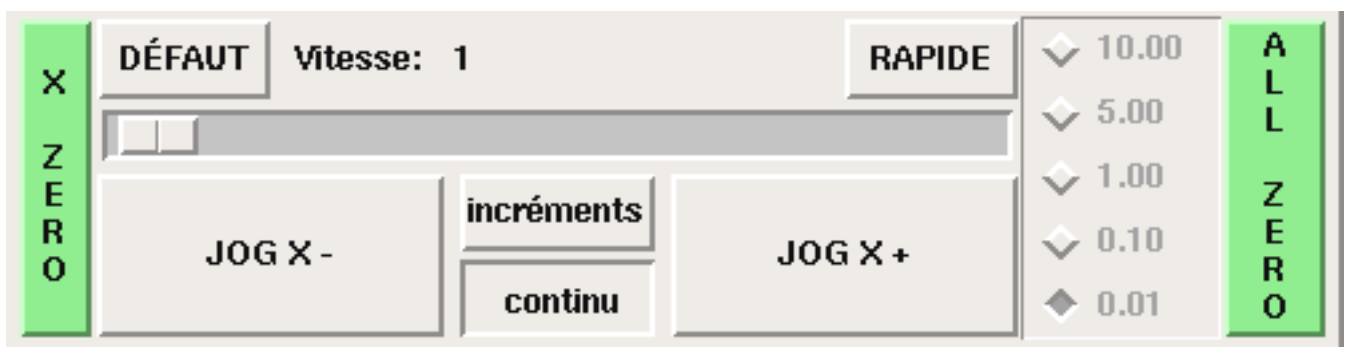 X ZERO
DÉFAUT
Vitesse: 1
RAPIDE
JOG X -
incréments
continu
JOG X +
10.00
5.00
1.00
0.10
0.01
ALL ZERO